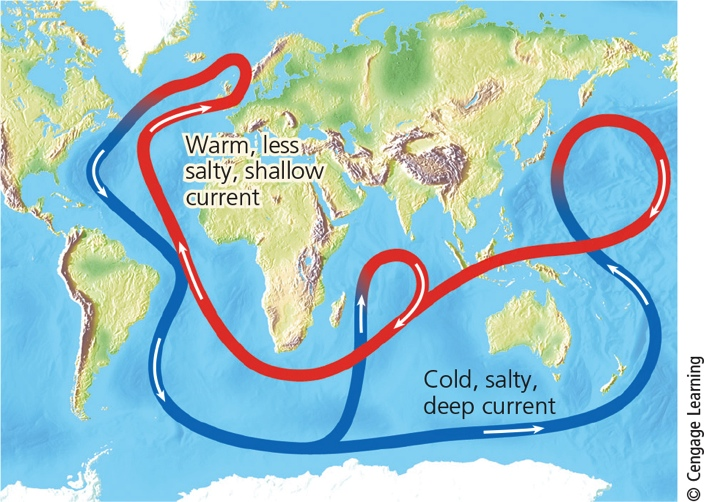 Warm, less
salty, shallow
current
Cold, salty,
deep current
© Cengage Learning